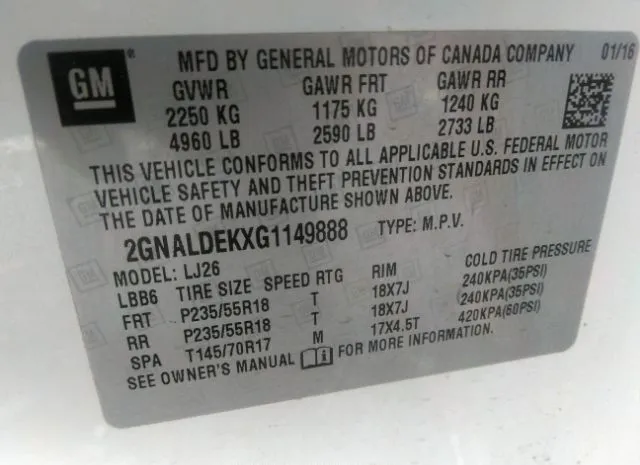 GM ® MFD BY GENERAL MOTORS OF CANADA COMPANY 01/16
GVWR GAWR FRT GAWR RR
2250 KG 1175 KG 1240 KG
4960 LB 2590 LB 2733 LB
THIS VEHICLE CONFORMS TO ALL APPLICABLE U.S. FEDERAL MOTOR
VEHICLE SAFETY AND THEFT PREVENTION STANDARDS IN EFFECT ON
THE DATE OF MANUFACTURE SHOWN ABOVE.
2GNALDEKXG1149888 TYPE: M.P.V.
MODEL: LJ26
LBB6 TIRE SIZE SPEED RTG RIM COLD TIRE PRESSURE
FRT P235/55R18 T 18X7J 240KPA(35PSI)
RR P235/55R18 T 18X7J 240KPA(35PSI)
SPA T145/70R17 M 17X4.5T 420KPA(60PSI)
SEE OWNER'S MANUAL FOR MORE INFORMATION.